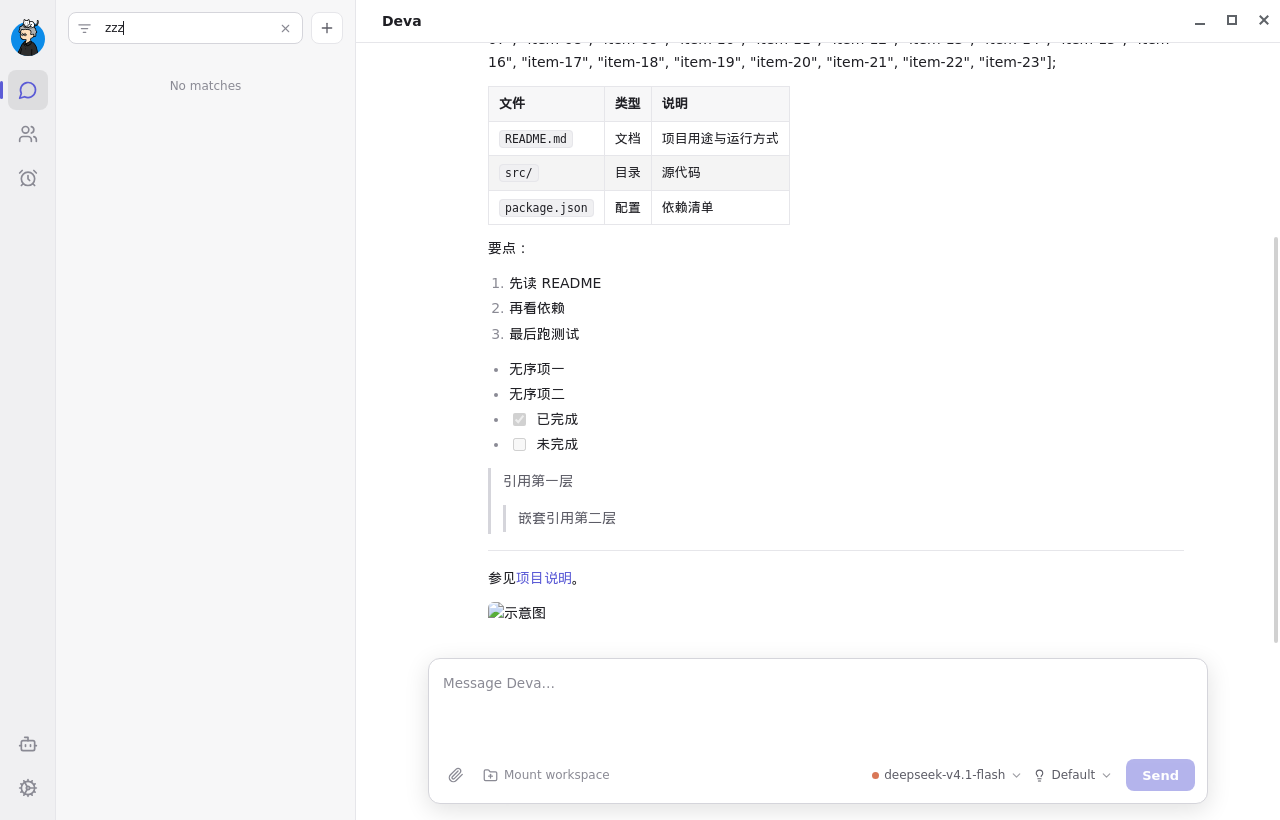 zzz
No matches
Deva
16", "item-17", "item-18", "item-19", "item-20", "item-21", "item-22", "item-23"];
文件 类型 说明
README.md 文档 项目用途与运行方式
src/ 目录 源代码
package.json 配置 依赖清单
要点：
1. 先读 README
2. 再看依赖
3. 最后跑测试
• 无序项一
• 无序项二
• 已完成
• 未完成
引用第一层
嵌套引用第二层
参见项目说明。
示意图
Message Deva…
Mount workspace
deepseek-v4.1-flash
Default
Send